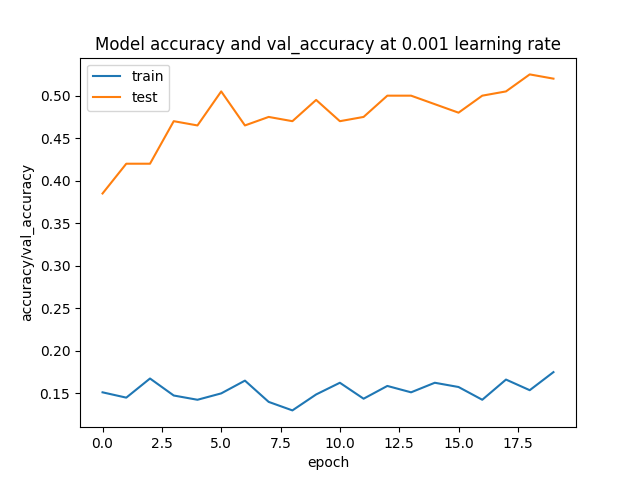 Model accuracy and val_accuracy at 0.001 learning rate
train
test
0.50
0.45
0.40
0.35
0.30
0.25
0.20
0.15
accuracy/val_accuracy
0.0 2.5 5.0 7.5 10.0 12.5 15.0 17.5
epoch